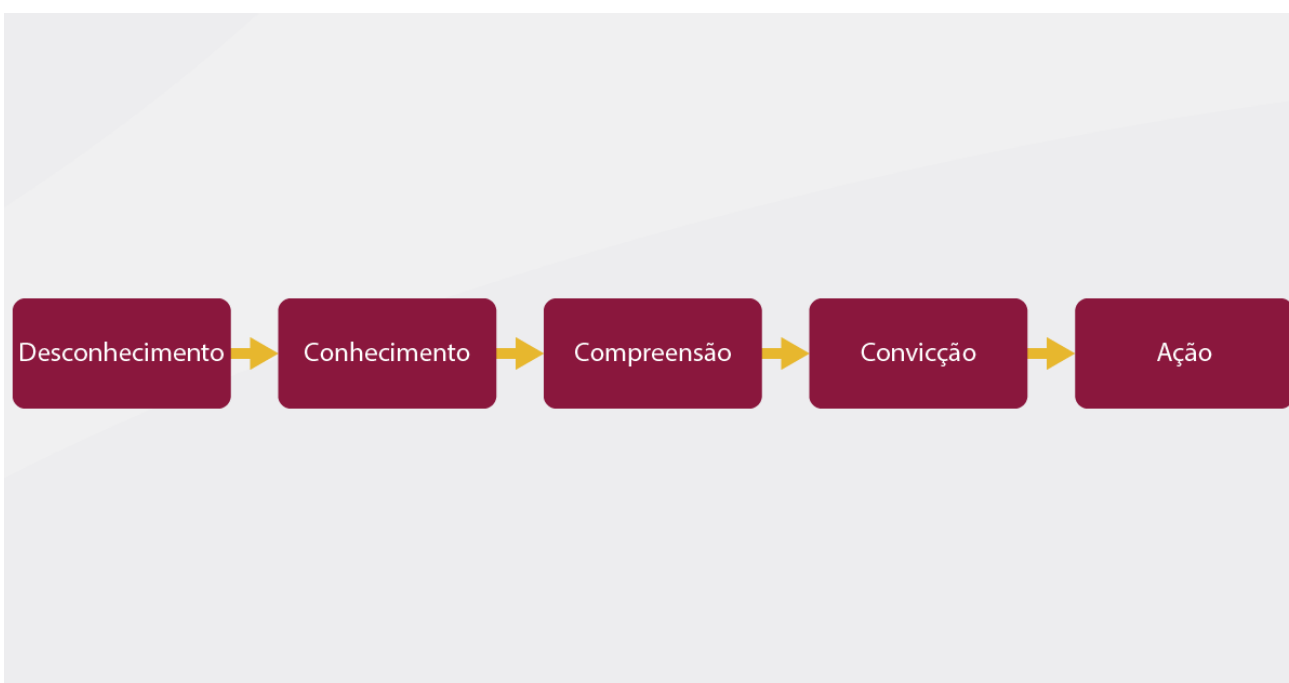 Desconhecimento
Conhecimento
Compreensão
Convicção
Ação